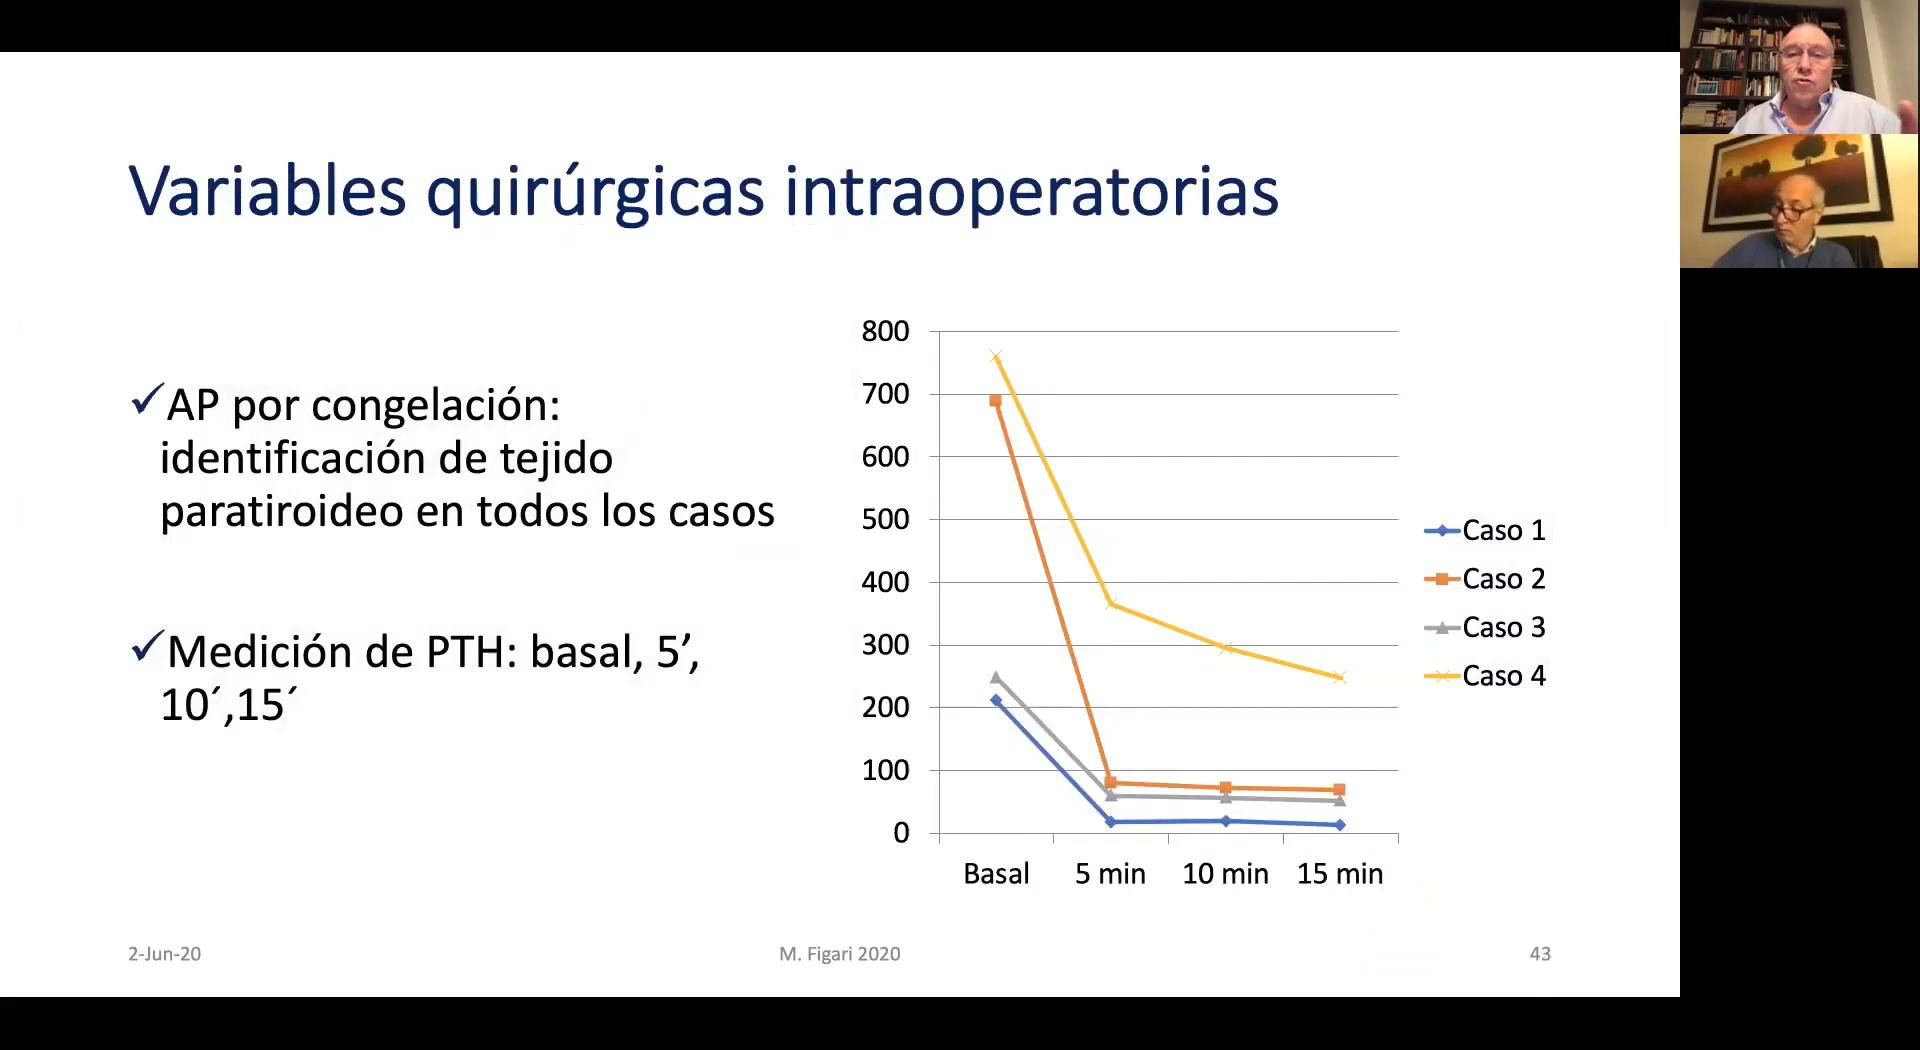 Variables quirúrgicas intraoperatorias
✓AP por congelación:
identificación de tejido
paratiroideo en todos los casos
✓Medición de PTH: basal, 5’,
10´,15´
800
700
600
500
400
300
200
100
0
Basal 5 min 10 min 15 min
Caso 1
Caso 2
Caso 3
Caso 4
2-Jun-20 M. Figari 2020 43